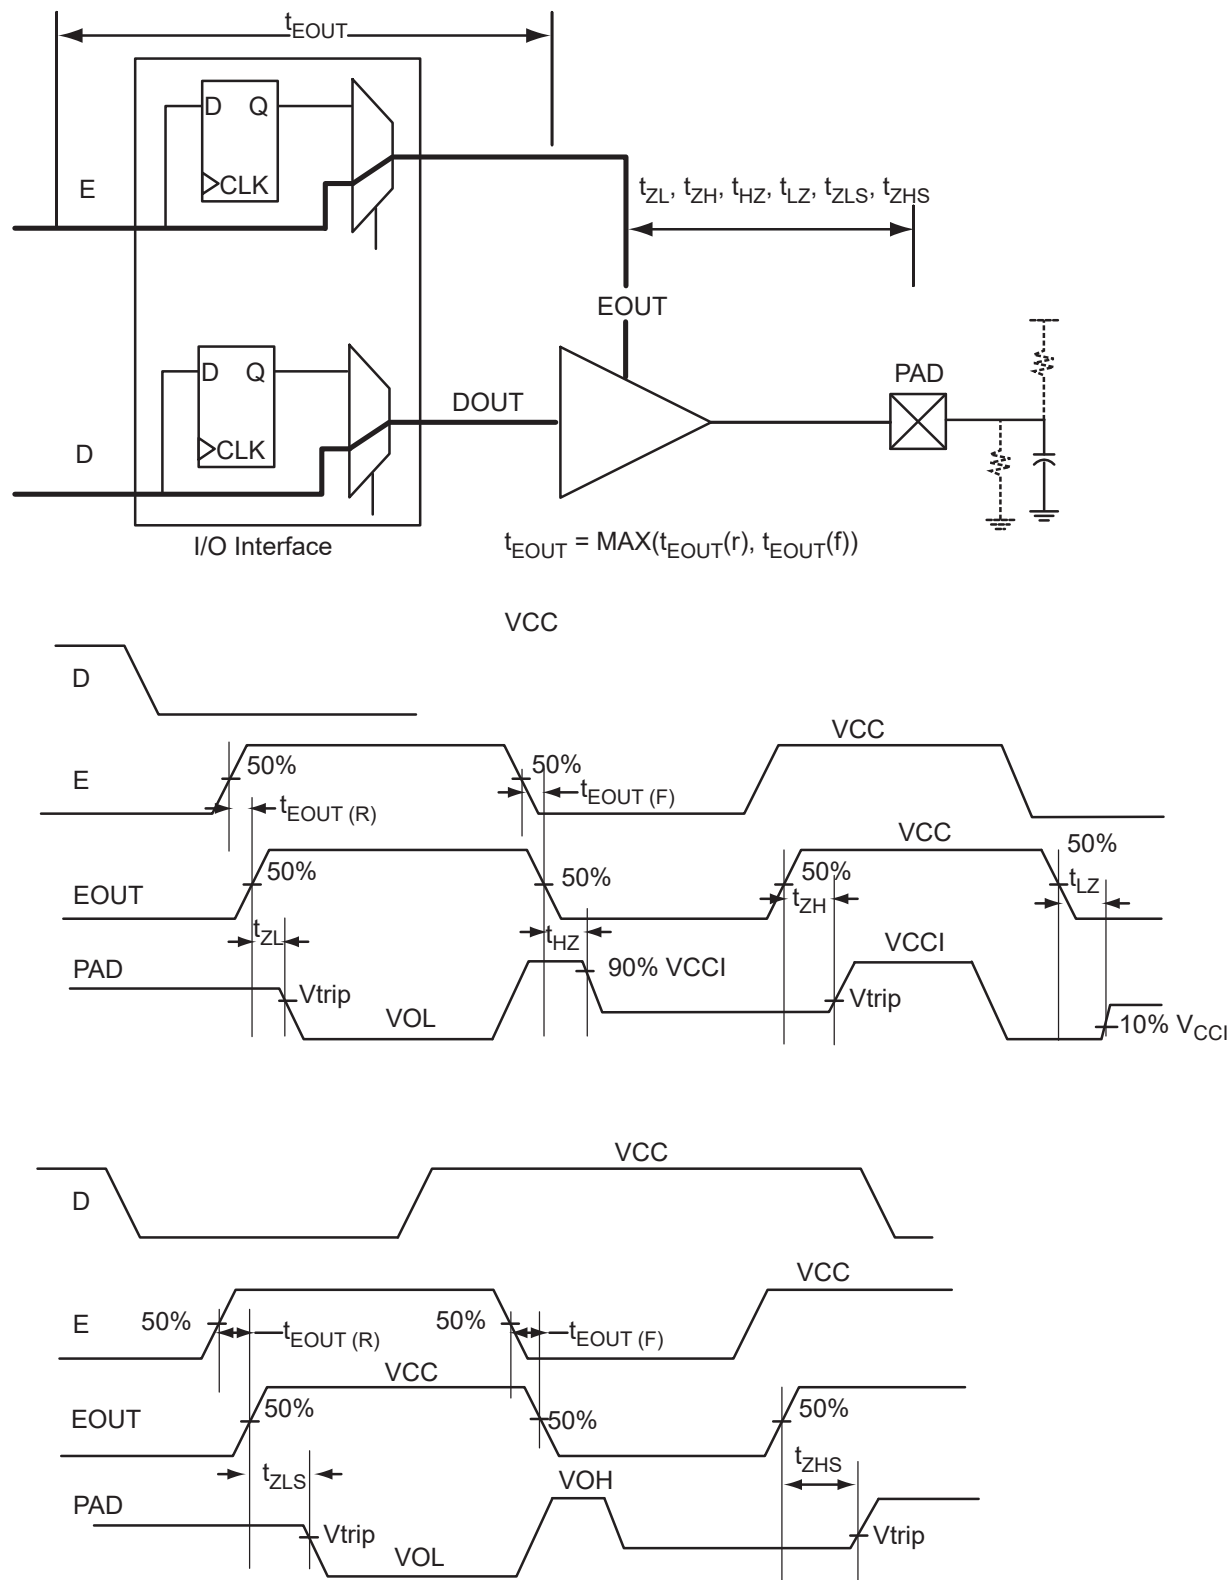 tEOUT
D Q
CLK
E
tZL, tZH, tHZ, tLZ, tZLS, tZHS
EOUT
D Q
CLK
DOUT
PAD
D
I/O Interface
tEOUT = MAX(tEOUT(r), tEOUT(f))
VCC
D
VCC
E
50%
50%
tEOUT (R)
tEOUT (F)
VCC
50%
EOUT
50%
50%
50%
tZL
tHZ
tZH
tLZ
PAD
VCCI
90% VCCI
Vtrip
Vtrip
VOL
10% VCCI
VCC
D
VCC
E
50%
tEOUT (R)
50%
tEOUT (F)
VCC
EOUT
50%
50%
50%
tZLS
tZHS
PAD
VOH
Vtrip
Vtrip
VOL